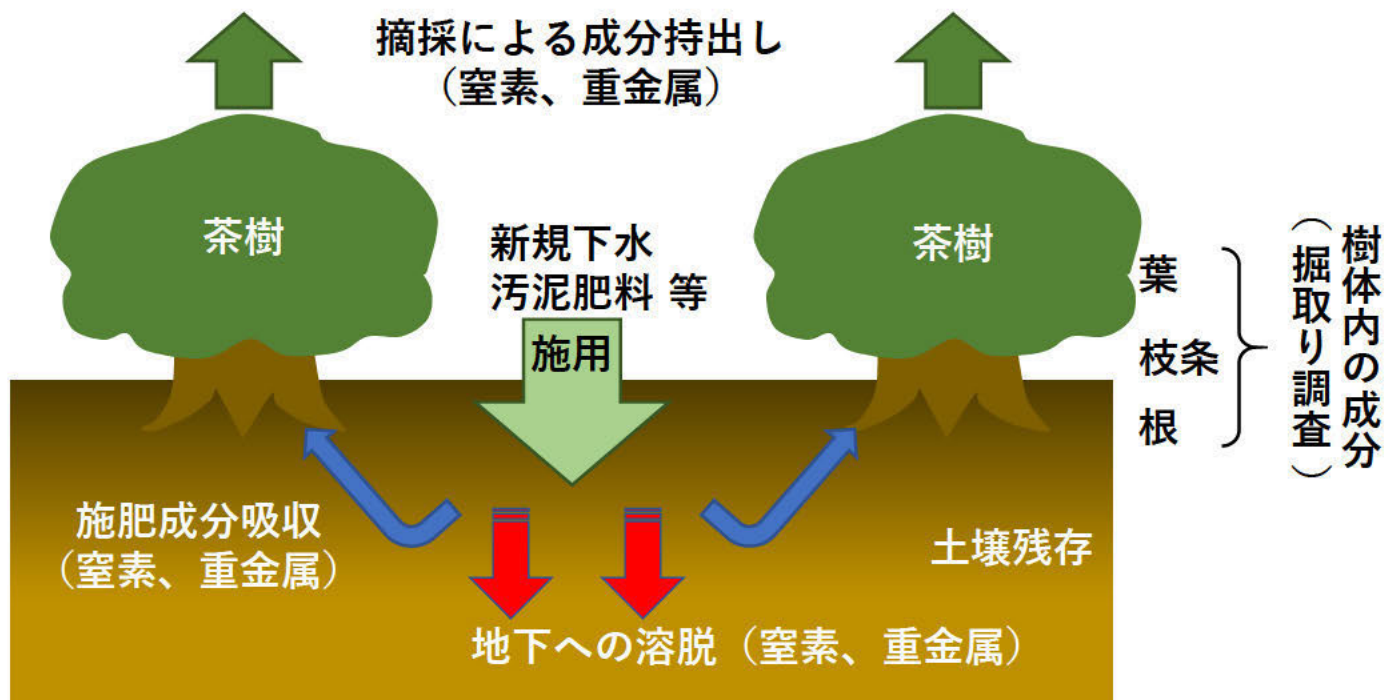 摘採による成分持出し
（窒素、重金属）
茶樹
茶樹
新規下水
汚泥肥料 等
施用
葉
枝条
根
樹体内の成分
（掘取り調査）
施肥成分吸収
（窒素、重金属）
土壌残存
地下への溶脱（窒素、重金属）